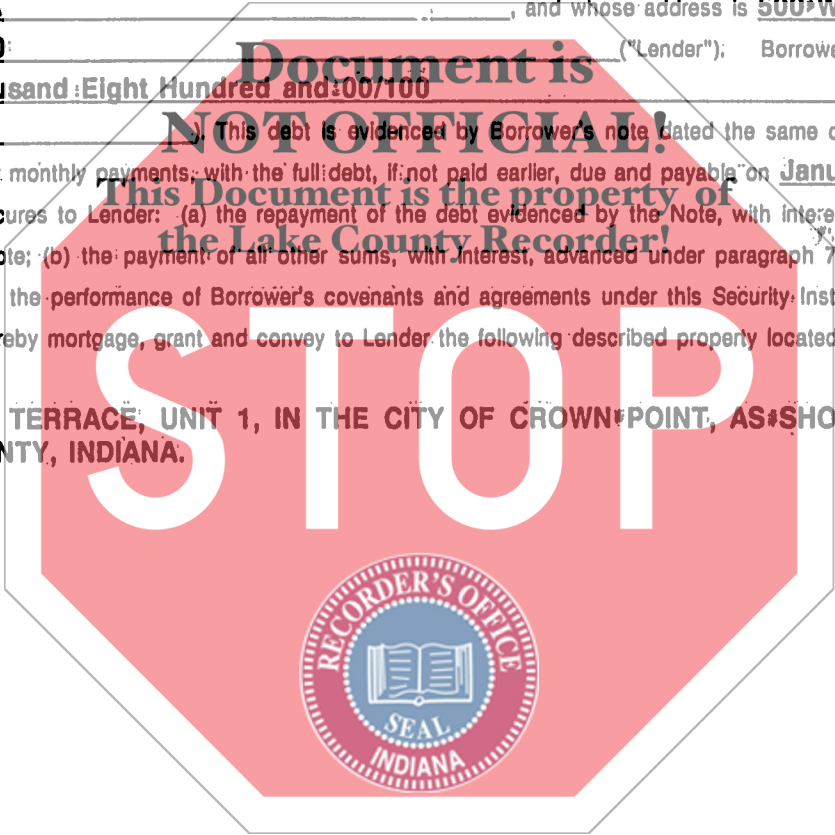 , and whose address is 500 W
("Lender"). Borrowe
Document is
usand Eight Hundred and 00/100
NOT OFFICIAL!
). This debt is evidenced by Borrower's note dated the same d
monthly payments, with the full debt, if not paid earlier, due and payable on Janu
This Document is the property of
ures to Lender: (a) the repayment of the debt evidenced by the Note, with intere
the Lake County Recorder!
te; (b) the payment of all other sums, with interest, advanced under paragraph 7
the performance of Borrower's covenants and agreements under this Security Inst
eby mortgage, grant and convey to Lender the following described property located
STOP
TERRACE, UNIT 1, IN THE CITY OF CROWN POINT, AS SHO
NTY, INDIANA.
RECORDER'S OFFICE
SEAL
INDIANA